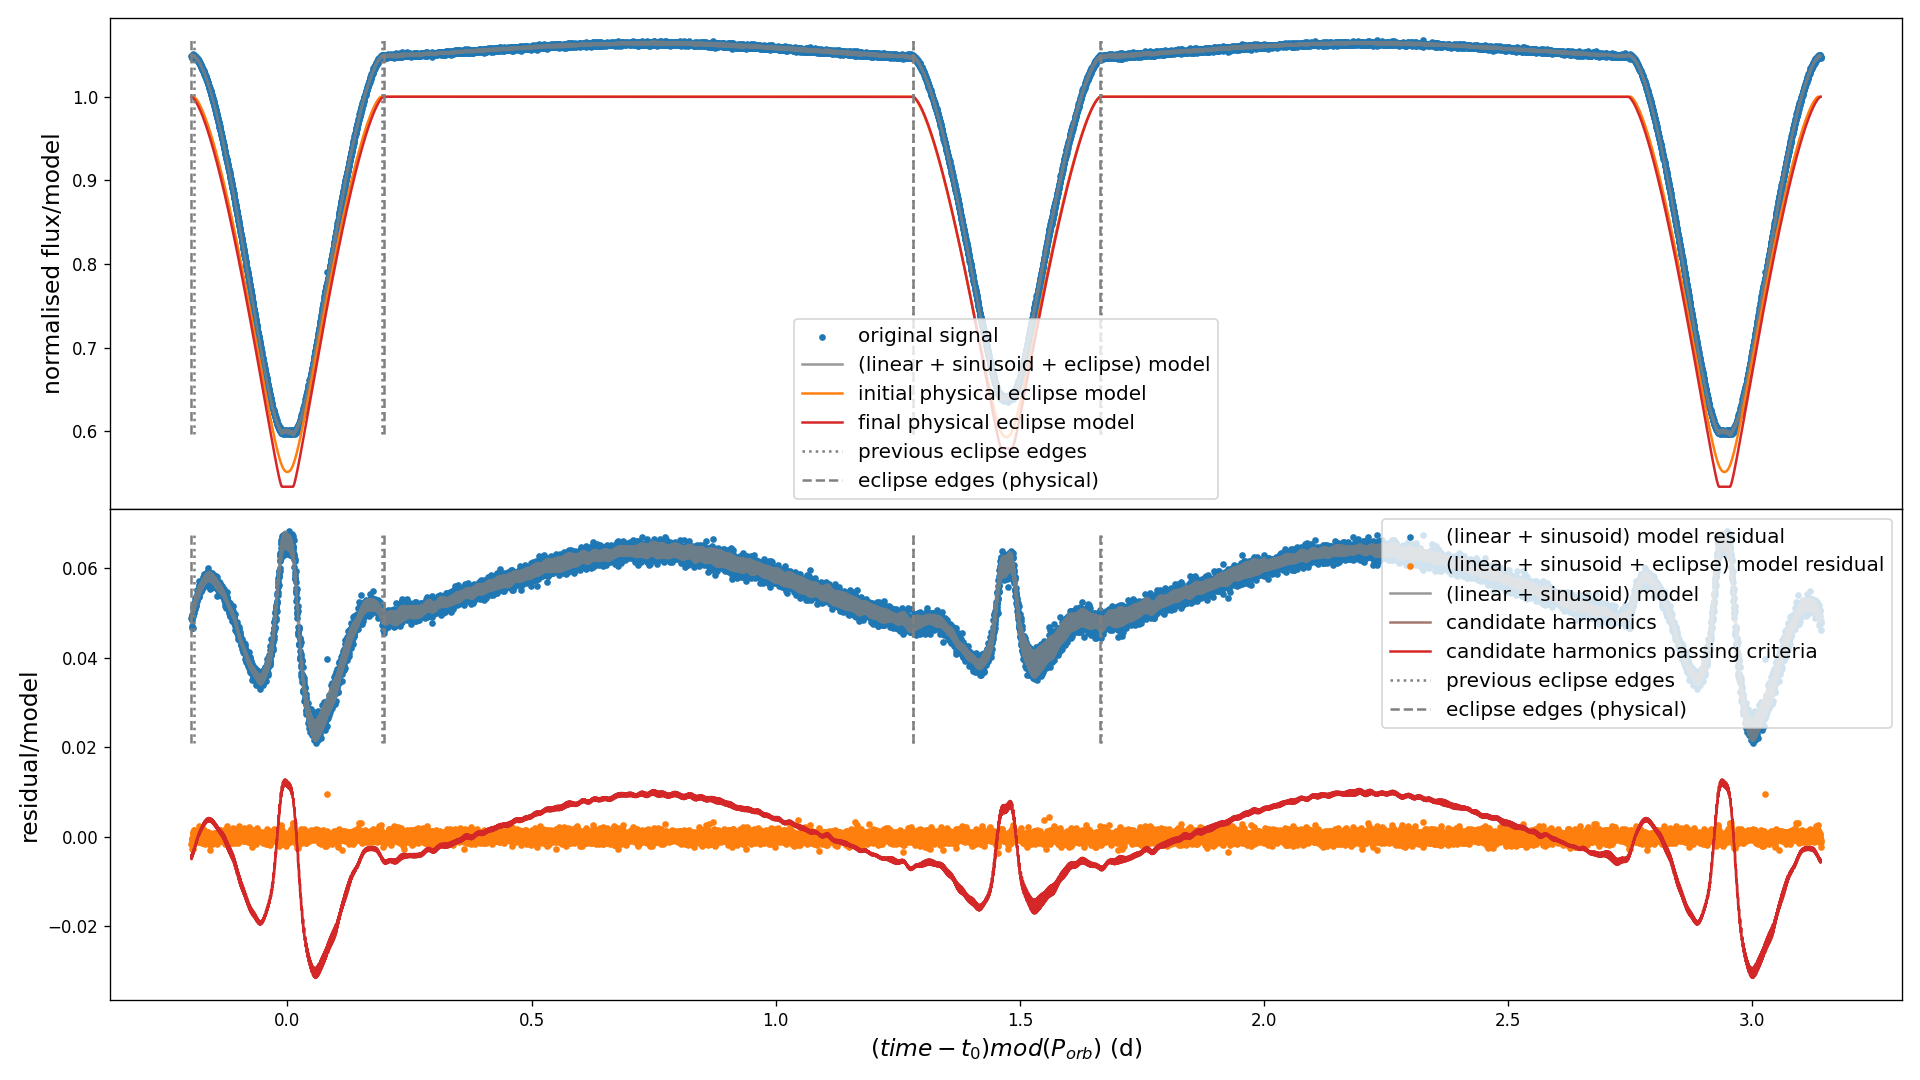 normalised flux/model
1.0
0.9
0.8
0.7
0.6
original signal
(linear + sinusoid + eclipse) model
initial physical eclipse model
final physical eclipse model
previous eclipse edges
eclipse edges (physical)
residual/model
0.06
0.04
0.02
0.00
−0.02
(linear + sinusoid) model residual
(linear + sinusoid + eclipse) model residual
(linear + sinusoid) model
candidate harmonics
candidate harmonics passing criteria
previous eclipse edges
eclipse edges (physical)
0.0 0.5 1.0 1.5 2.0 2.5 3.0
(time − t₀)mod(P_orb) (d)